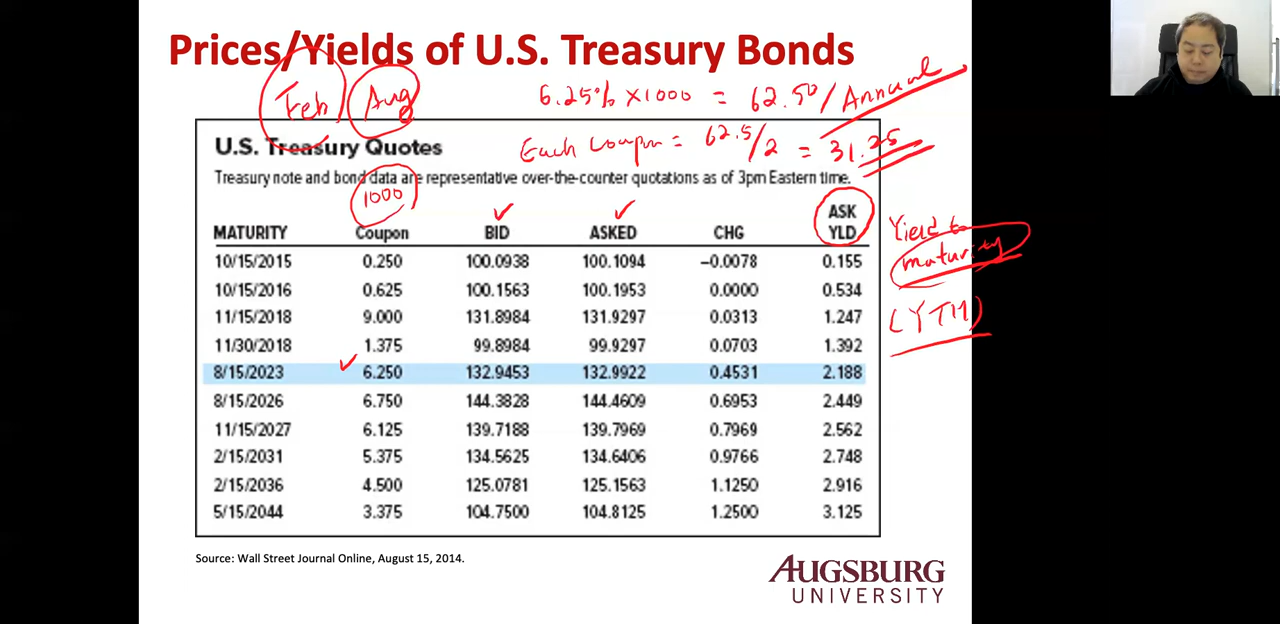 Prices/Yields of U.S. Treasury Bonds
Feb Aug
6.25% x1000 = 62.50/Annual
Each Coupon = 62.5/2 = 31.25
U.S. Treasury Quotes
Treasury note and bond data are representative over-the-counter quotations as of 3pm Eastern time.
1000
MATURITY Coupon BID ASKED CHG ASK YLD
10/15/2015 0.250 100.0938 100.1094 −0.0078 0.155
10/15/2016 0.625 100.1563 100.1953 0.0000 0.534
11/15/2018 9.000 131.8984 131.9297 0.0313 1.247
11/30/2018 1.375 99.8984 99.9297 0.0703 1.392
8/15/2023 6.250 132.9453 132.9922 0.4531 2.188
8/15/2026 6.750 144.3828 144.4609 0.6953 2.449
11/15/2027 6.125 139.7188 139.7969 0.7969 2.562
2/15/2031 5.375 134.5625 134.6406 0.9766 2.748
2/15/2036 4.500 125.0781 125.1563 1.1250 2.916
5/15/2044 3.375 104.7500 104.8125 1.2500 3.125
Yield to
maturity
(YTM)
Source: Wall Street Journal Online, August 15, 2014.
AUGSBURG
UNIVERSITY